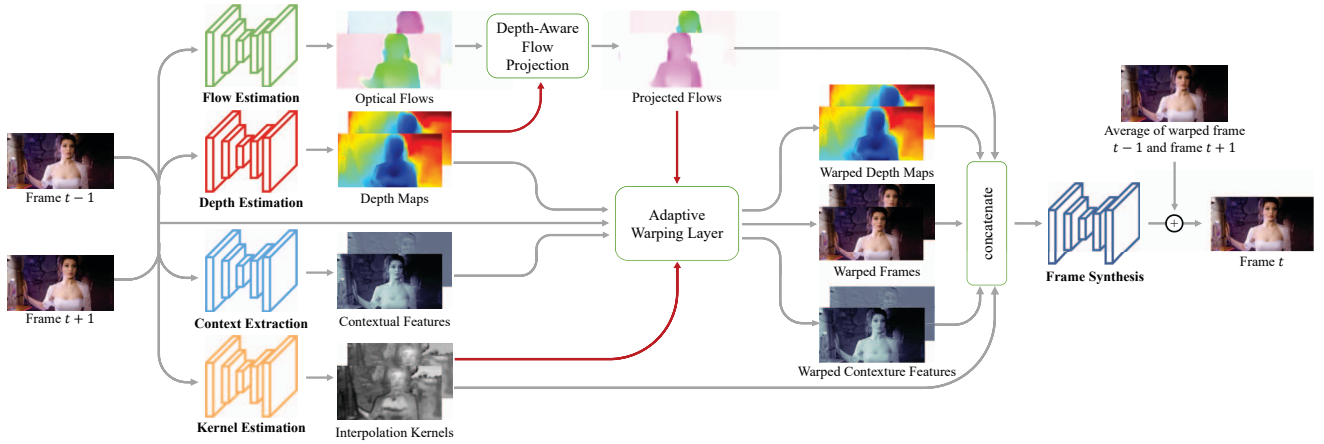 Frame t − 1
Frame t + 1
Flow Estimation
Depth Estimation
Context Extraction
Kernel Estimation
Optical Flows
Depth Maps
Contextual Features
Interpolation Kernels
Depth-Aware
Flow
Projection
Projected Flows
Adaptive
Warping Layer
Warped Depth Maps
Warped Frames
Warped Contexture Features
concatenate
Frame Synthesis
Average of warped frame
t − 1 and frame t + 1
+
Frame t